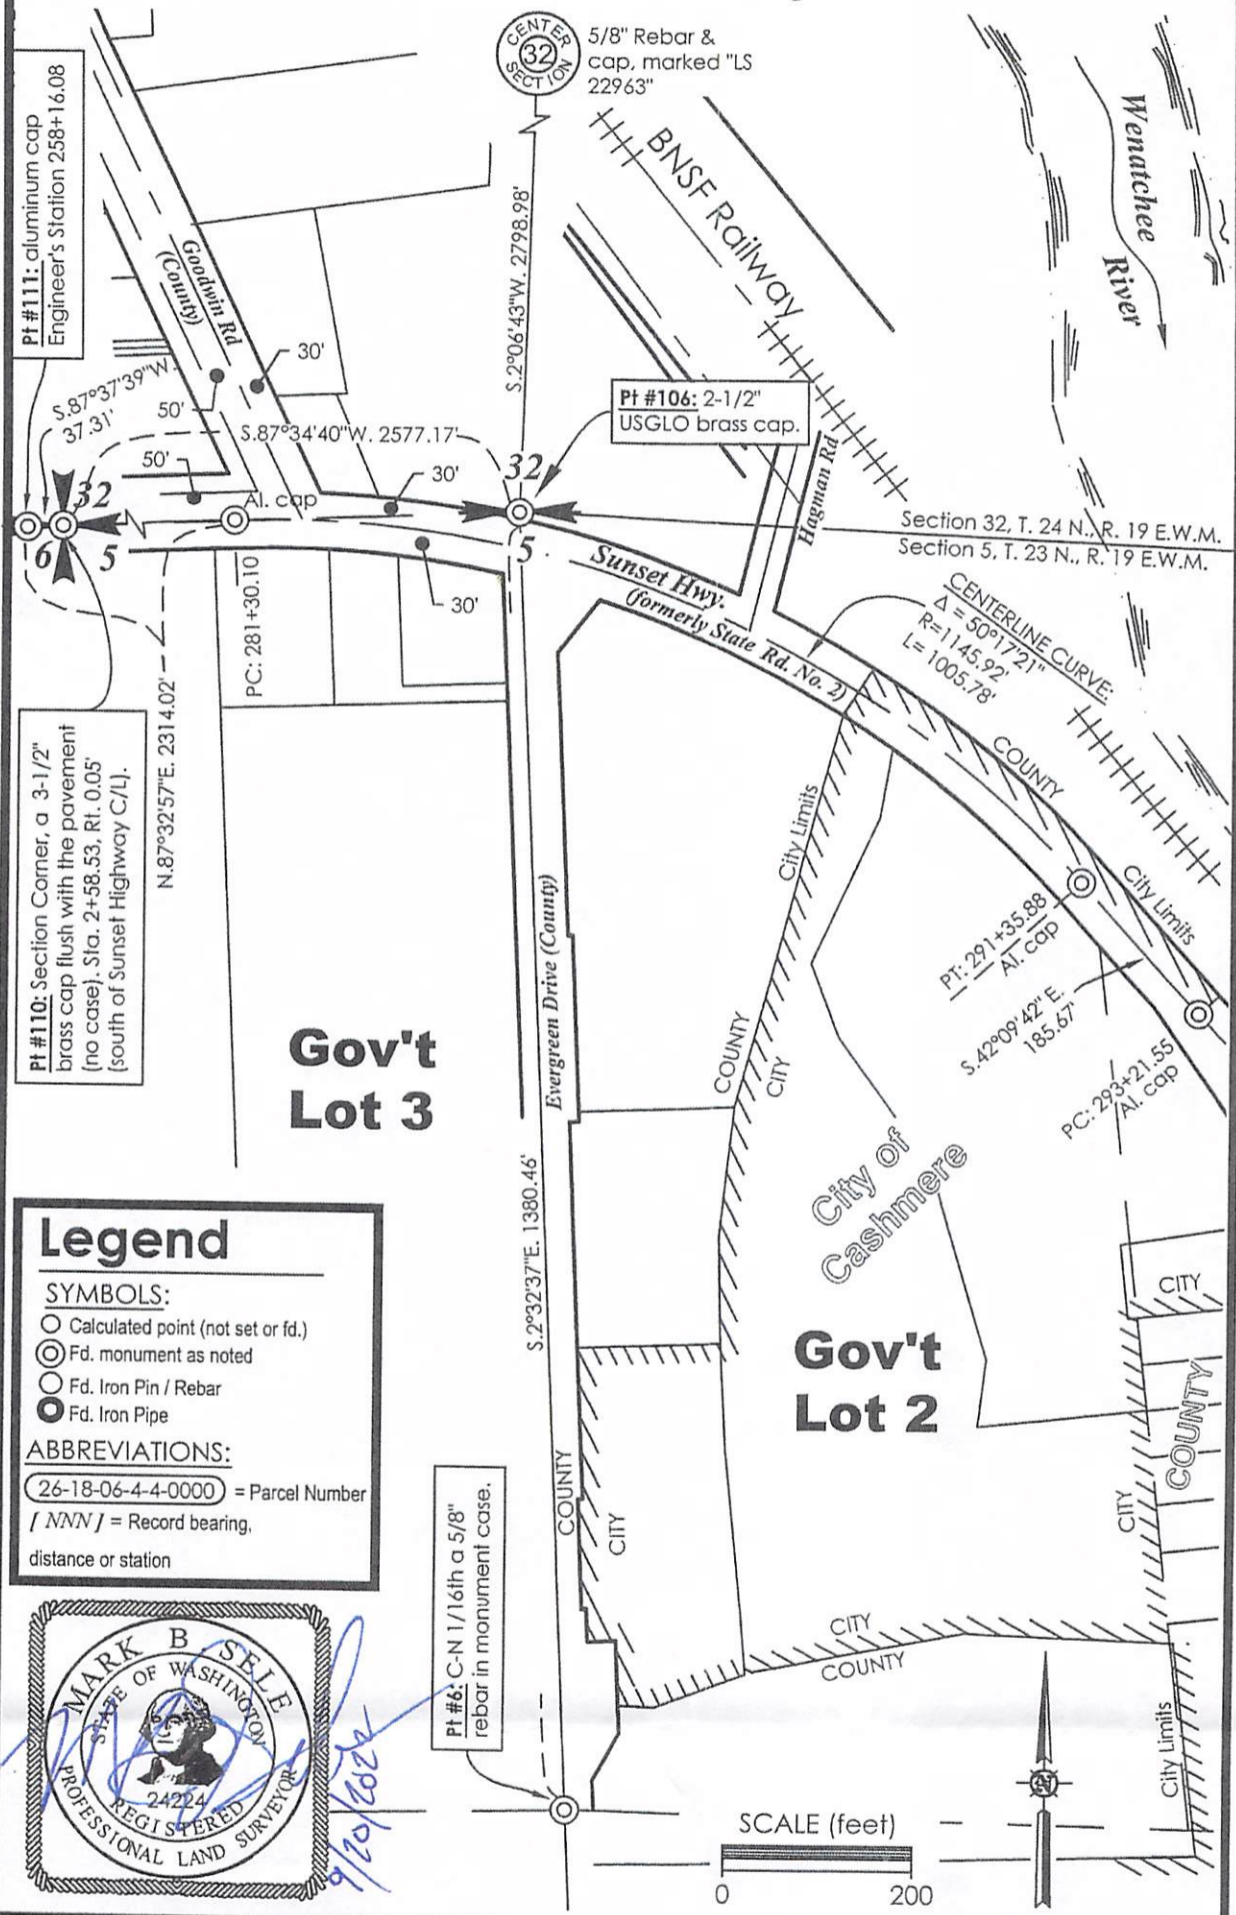 CENTER
32
SECTION
5/8" Rebar &
cap, marked "LS
22963"
Wenatchee
River
BNSF Railway
Pt #111: aluminum cap
Engineer's Station 258+16.08
Goodwin Rd
(County)
S.2°06'43"W. 2798.98'
30'
50'
S.87°37'39"W.
37.31'
S.87°34'40"W. 2577.17'
Pt #106: 2-1/2"
USGLO brass cap.
Hagman Rd
50'
30'
32
32
Al. cap
6
5
5
30'
Section 32, T. 24 N., R. 19 E.W.M.
Section 5, T. 23 N., R. 19 E.W.M.
Sunset Hwy.
(formerly State Rd. No. 2)
CENTERLINE CURVE:
Δ = 50°17'21"
R=1145.92'
L= 1005.78'
PC: 281+30.10
N.87°32'57"E. 2314.02'
Pt #110: Section Corner, a 3-1/2"
brass cap flush with the pavement
(no case). Sta. 2+58.53, Rt. 0.05'
(south of Sunset Highway C/L).
COUNTY
City Limits
City Limits
PT: 291+35.88
Al. cap
S.42°09'42" E.
185.67'
PC: 293+21.55
Al. cap
Evergreen Drive (County)
COUNTY
CITY
Gov't
Lot 3
City of
Cashmere
S.2°32'37"E. 1380.46'
CITY
COUNTY
CITY
Gov't
Lot 2
Legend
SYMBOLS:
Calculated point (not set or fd.)
Fd. monument as noted
Fd. Iron Pin / Rebar
Fd. Iron Pipe
ABBREVIATIONS:
26-18-06-4-4-0000 = Parcel Number
[ NNN ] = Record bearing,
distance or station
COUNTY
CITY
Pt #6: C-N 1/16th a 5/8"
rebar in monument case.
CITY
COUNTY
City Limits
MARK B. SELE
STATE OF WASHINGTON
24224
REGISTERED
PROFESSIONAL LAND SURVEYOR
N
SCALE (feet)
0 200